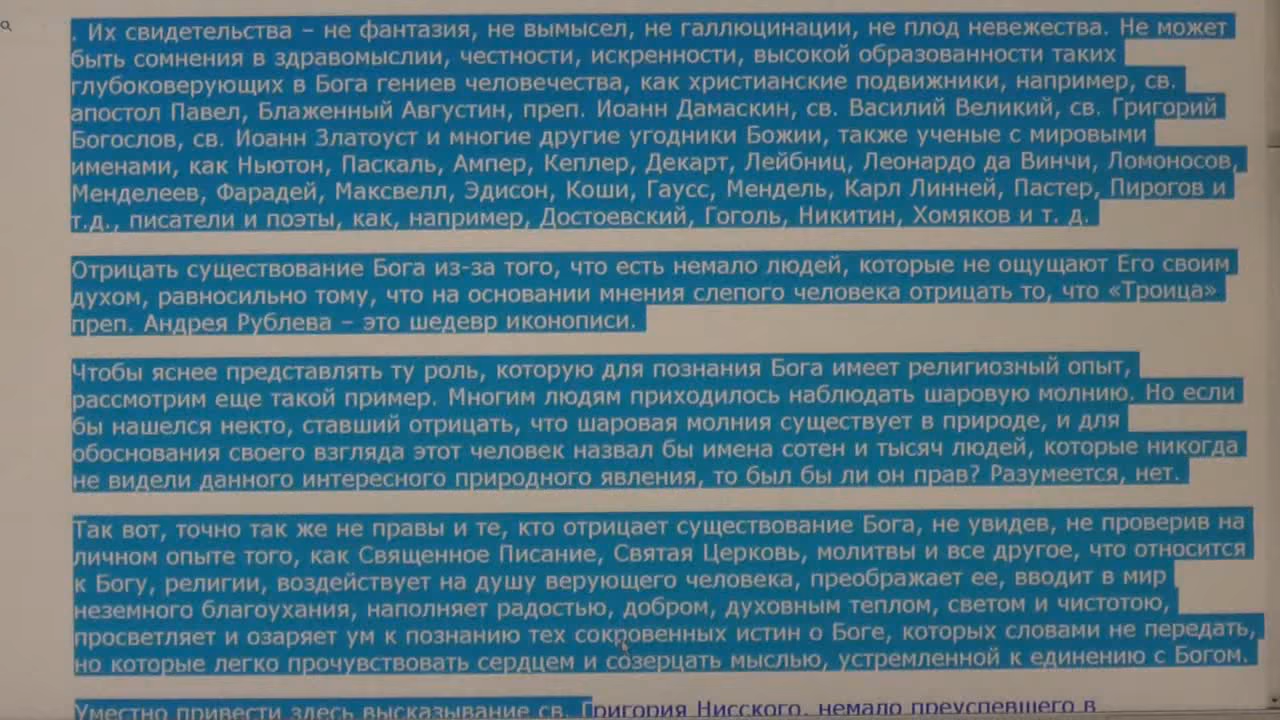 . Их свидетельства – не фантазия, не вымысел, не галлюцинации, не плод невежества. Не может
быть сомнения в здравомыслии, честности, искренности, высокой образованности таких
глубоковерующих в Бога гениев человечества, как христианские подвижники, например, св.
апостол Павел, Блаженный Августин, преп. Иоанн Дамаскин, св. Василий Великий, св. Григорий
Богослов, св. Иоанн Златоуст и многие другие угодники Божии, также ученые с мировыми
именами, как Ньютон, Паскаль, Ампер, Кеплер, Декарт, Лейбниц, Леонардо да Винчи, Ломоносов,
Менделеев, Фарадей, Максвелл, Эдисон, Коши, Гаусс, Мендель, Карл Линней, Пастер, Пирогов и
т.д., писатели и поэты, как, например, Достоевский, Гоголь, Никитин, Хомяков и т. д.
Отрицать существование Бога из-за того, что есть немало людей, которые не ощущают Его своим
духом, равносильно тому, что на основании мнения слепого человека отрицать то, что «Троица»
преп. Андрея Рублева – это шедевр иконописи.
Чтобы яснее представлять ту роль, которую для познания Бога имеет религиозный опыт,
рассмотрим еще такой пример. Многим людям приходилось наблюдать шаровую молнию. Но если
бы нашелся некто, ставший отрицать, что шаровая молния существует в природе, и для
обоснования своего взгляда этот человек назвал бы имена сотен и тысяч людей, которые никогда
не видели данного интересного природного явления, то был бы ли он прав? Разумеется, нет.
Так вот, точно так же не правы и те, кто отрицает существование Бога, не увидев, не проверив на
личном опыте того, как Священное Писание, Святая Церковь, молитвы и все другое, что относится
к Богу, религии, воздействует на душу верующего человека, преображает ее, вводит в мир
неземного благоухания, наполняет радостью, добром, духовным теплом, светом и чистотою,
просветляет и озаряет ум к познанию тех сокровенных истин о Боге, которых словами не передать,
но которые легко прочувствовать сердцем и созерцать мыслью, устремленной к единению с Богом.
Уместно привести здесь высказывание св. Григория Нисского, немало преуспевшего в